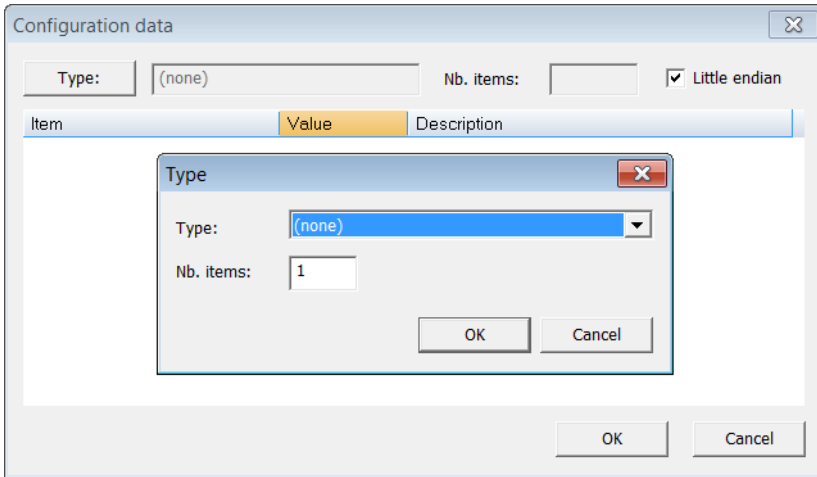 Configuration data
Type: (none) Nb. items: Little endian
Item Value Description
Type
Type: (none)
Nb. items: 1
OK Cancel
OK Cancel